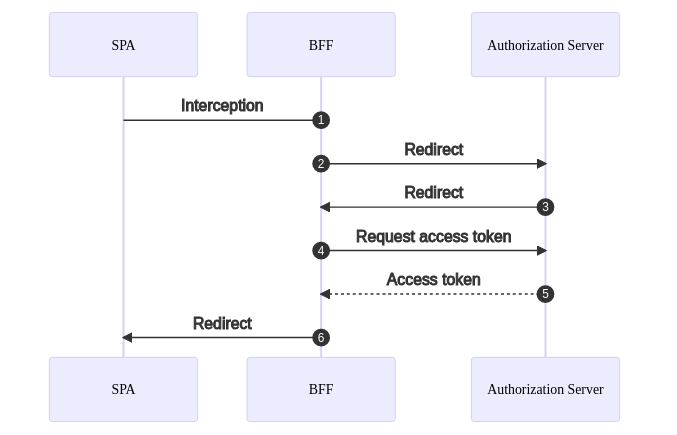 SPA
BFF
Authorization Server
Interception
1
Redirect
2
Redirect
3
Request access token
4
Access token
5
Redirect
6
SPA
BFF
Authorization Server